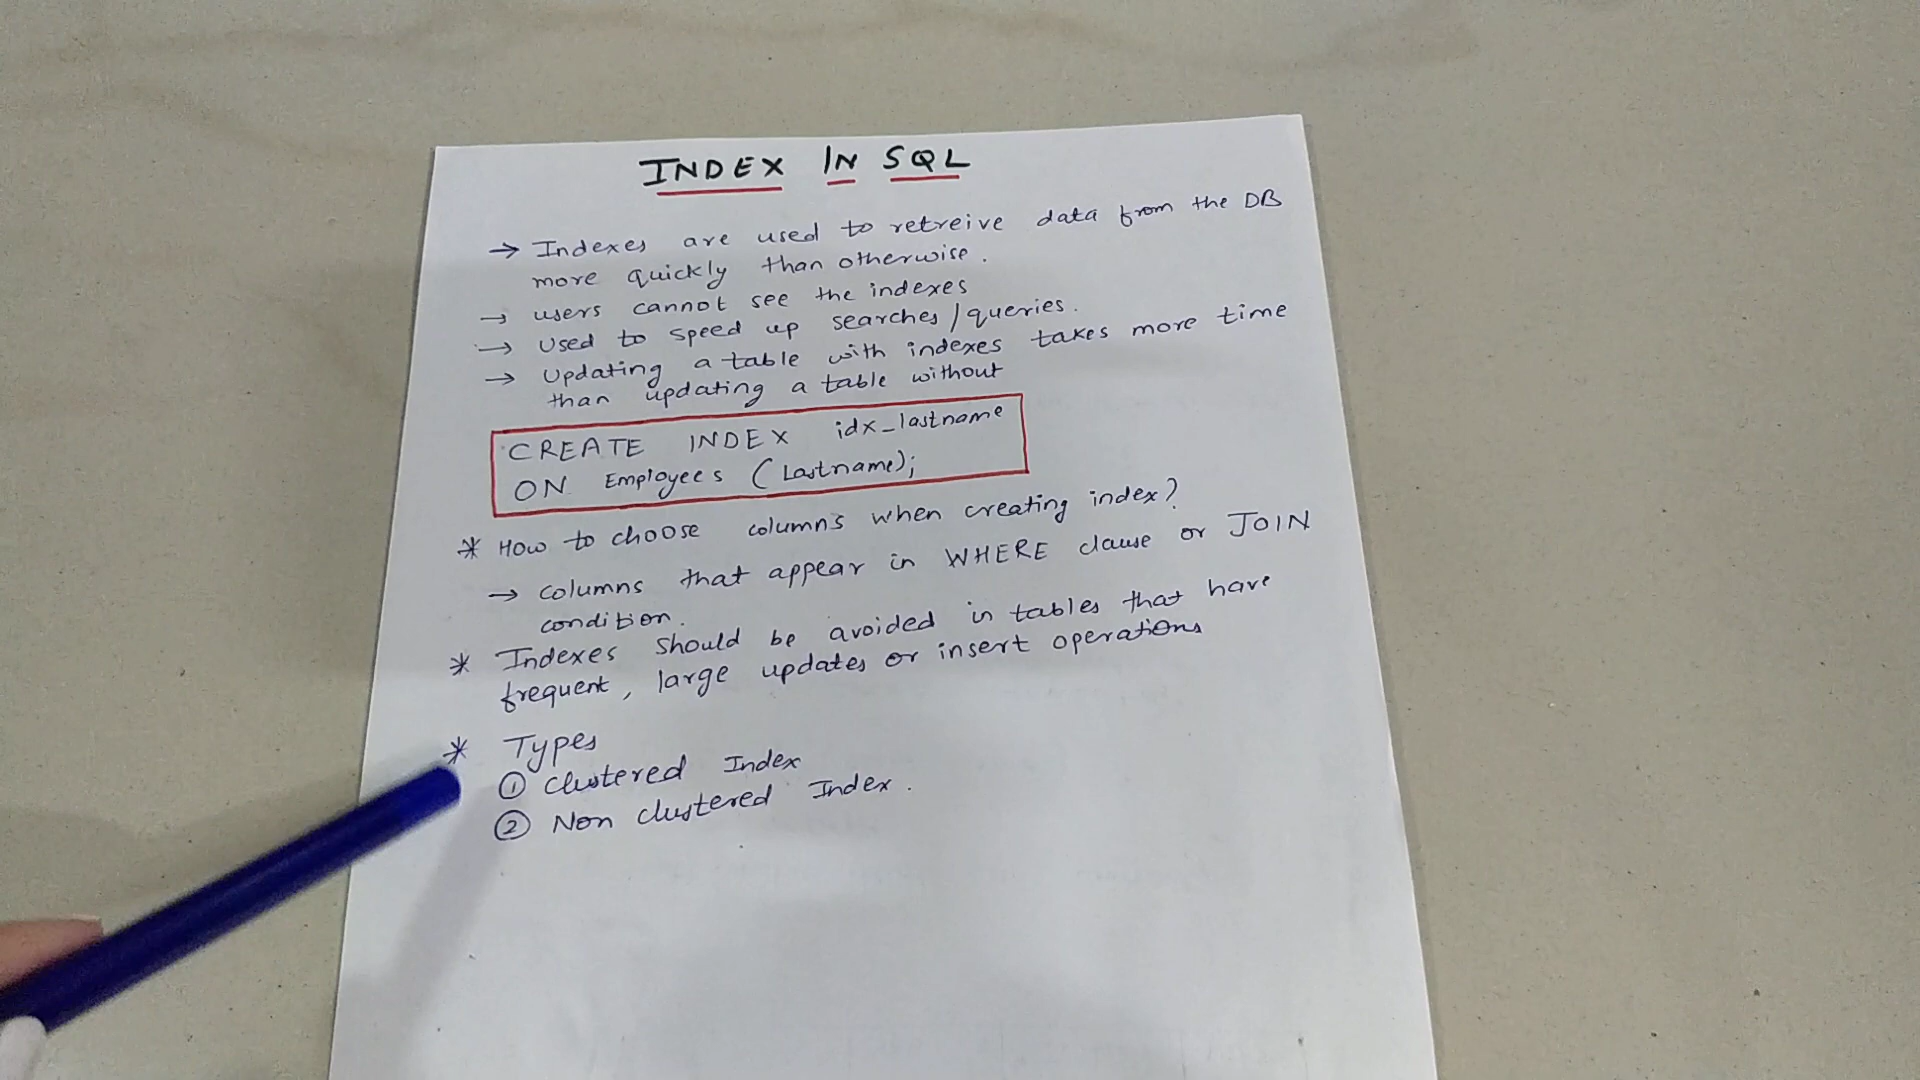 INDEX IN SQL
→ Indexes are used to retreive data from the DB
more quickly than otherwise.
→ users cannot see the indexes
→ Used to speed up searches/queries.
→ Updating a table with indexes takes more time
than updating a table without
CREATE INDEX idx_lastname
ON Employees (Lastname);
* How to choose columns when creating index?
→ columns that appear in WHERE clause or JOIN
condition.
* Indexes should be avoided in tables that have
frequent, large updates or insert operations
* Types
① Clustered Index
② Non clustered Index.